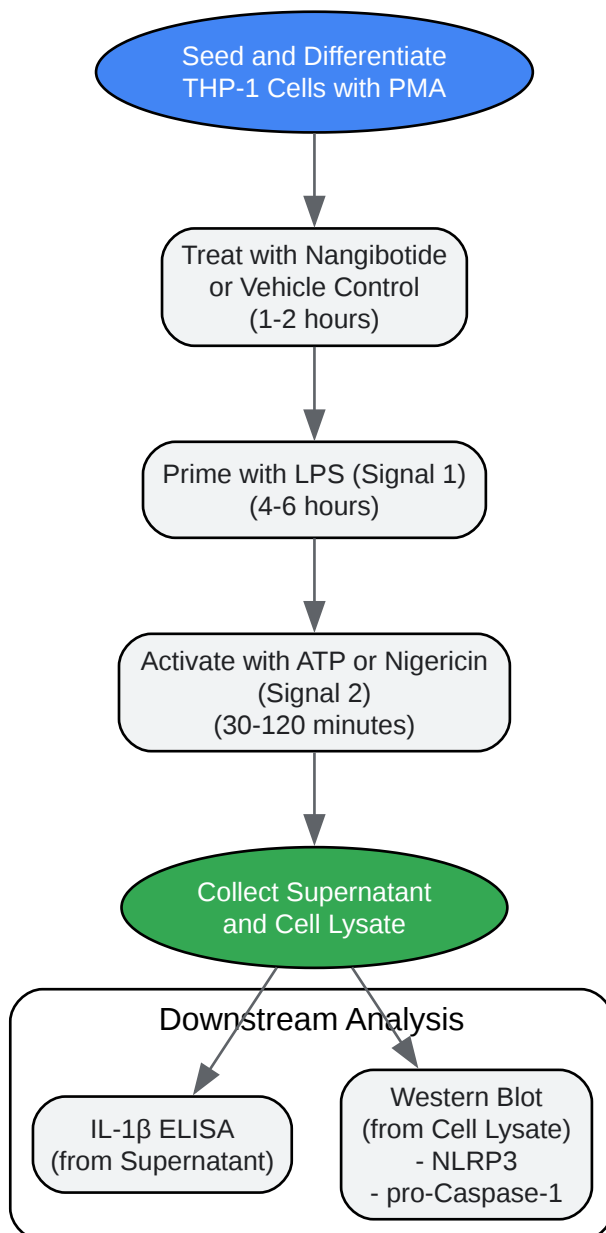 Seed and Differentiate
THP-1 Cells with PMA
Treat with Nangibotide
or Vehicle Control
(1-2 hours)
Prime with LPS (Signal 1)
(4-6 hours)
Activate with ATP or Nigericin
(Signal 2)
(30-120 minutes)
Collect Supernatant
and Cell Lysate
Downstream Analysis
IL-1β ELISA
(from Supernatant)
Western Blot
(from Cell Lysate)
- NLRP3
- pro-Caspase-1